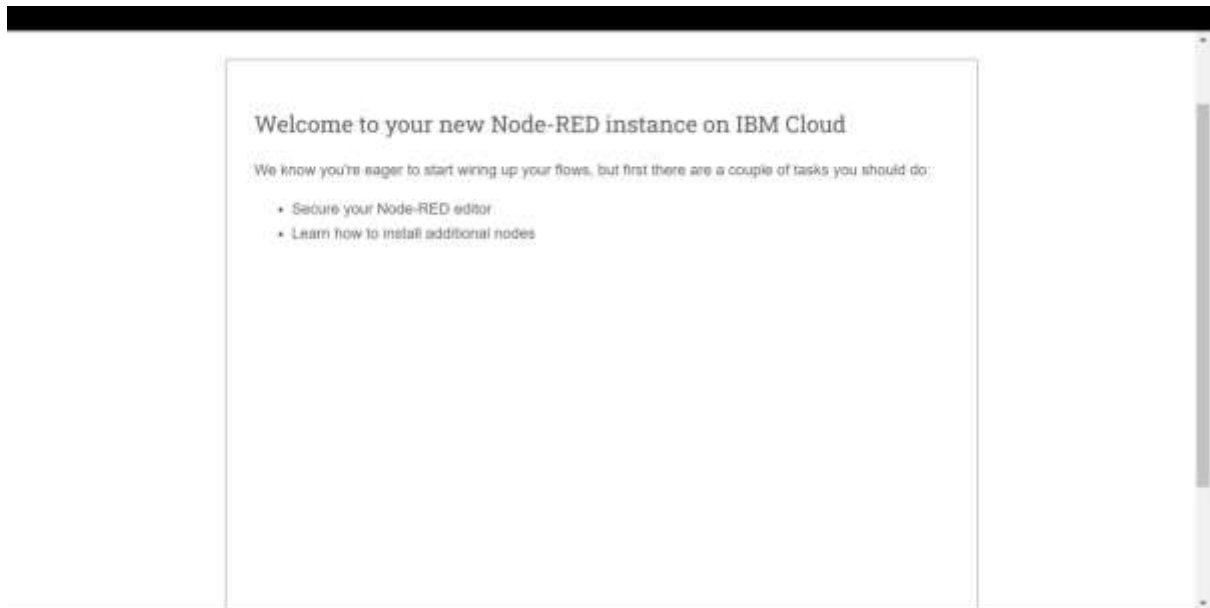 Welcome to your new Node-RED instance on IBM Cloud
We know you're eager to start wiring up your flows, but first there are a couple of tasks you should do:
• Secure your Node-RED editor
• Learn how to install additional nodes